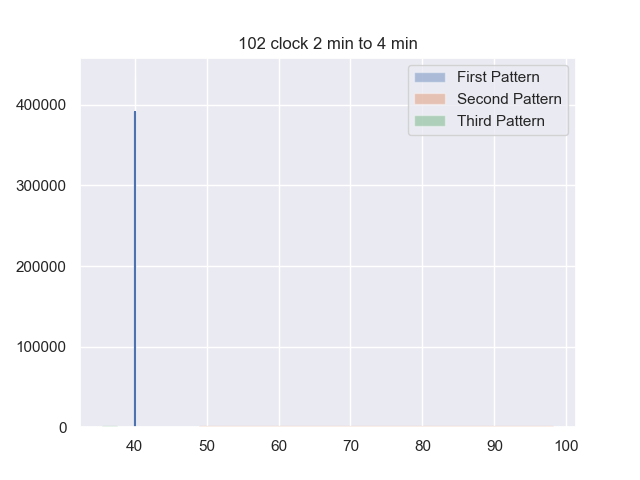 102 clock 2 min to 4 min
First Pattern
Second Pattern
Third Pattern
400000
300000
200000
100000
0
40 50 60 70 80 90 100